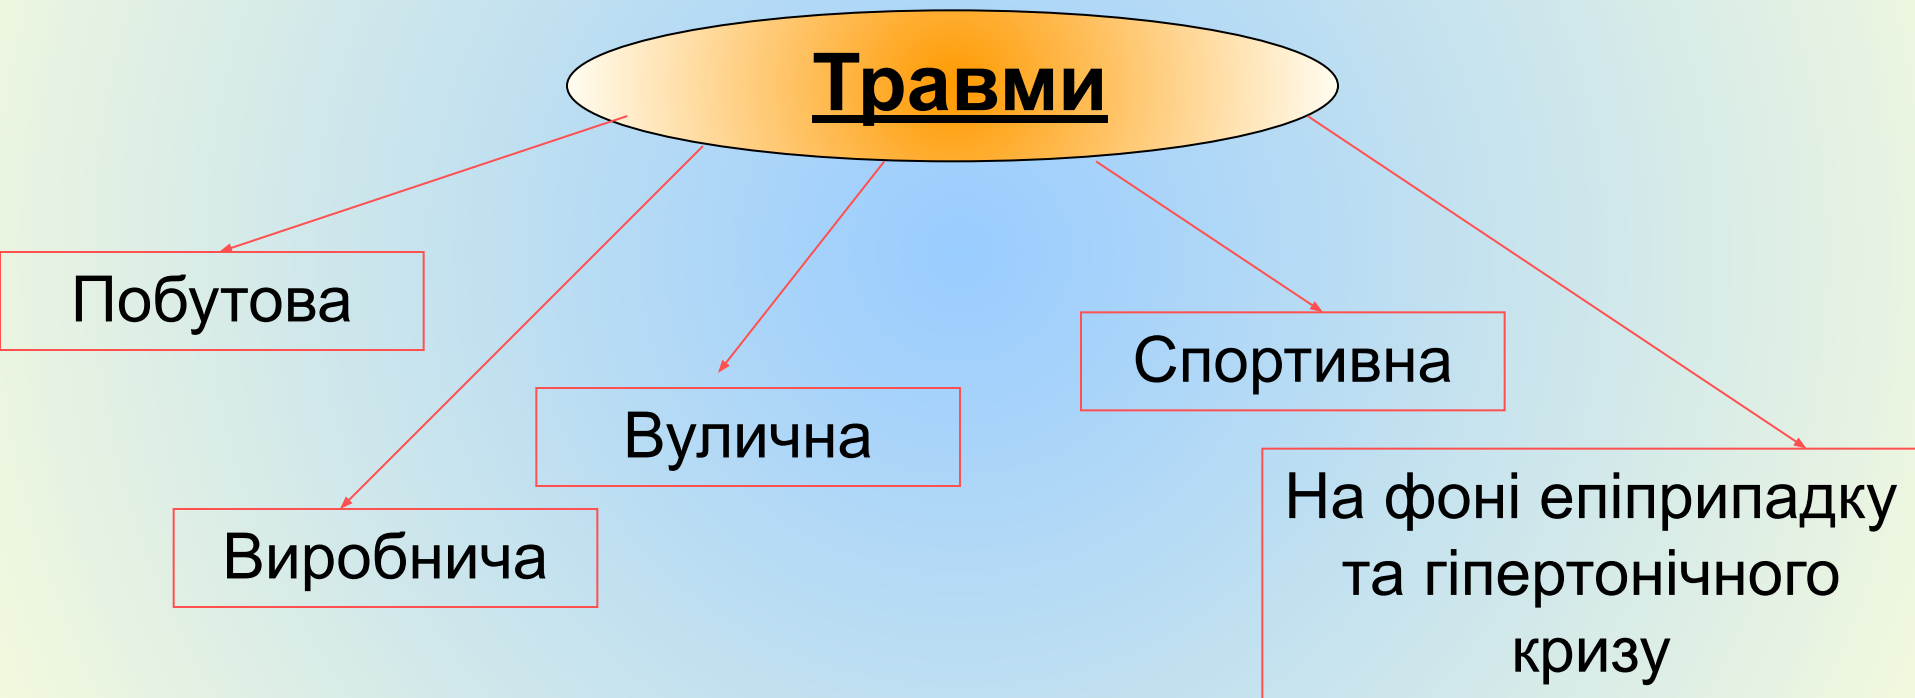 Травми
Побутова
Спортивна
Вулична
На фоні епіприпадку
та гіпертонічного
кризу
Виробнича